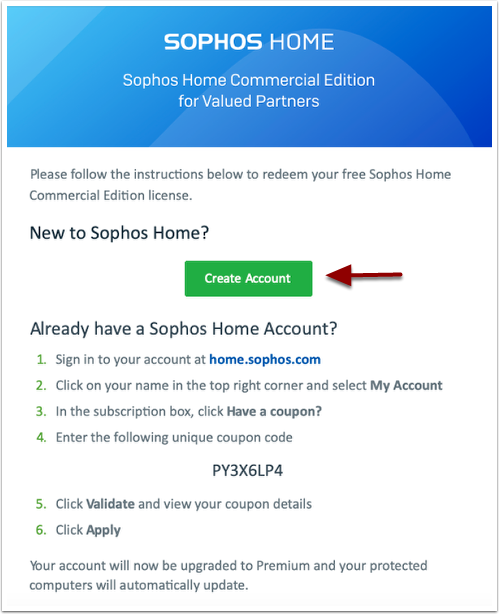 SOPHOS HOME
Sophos Home Commercial Edition
for Valued Partners
Please follow the instructions below to redeem your free Sophos Home
Commercial Edition license.
New to Sophos Home?
Create Account
Already have a Sophos Home Account?
1. Sign in to your account at home.sophos.com
2. Click on your name in the top right corner and select My Account
3. In the subscription box, click Have a coupon?
4. Enter the following unique coupon code
PY3X6LP4
5. Click Validate and view your coupon details
6. Click Apply
Your account will now be upgraded to Premium and your protected
computers will automatically update.